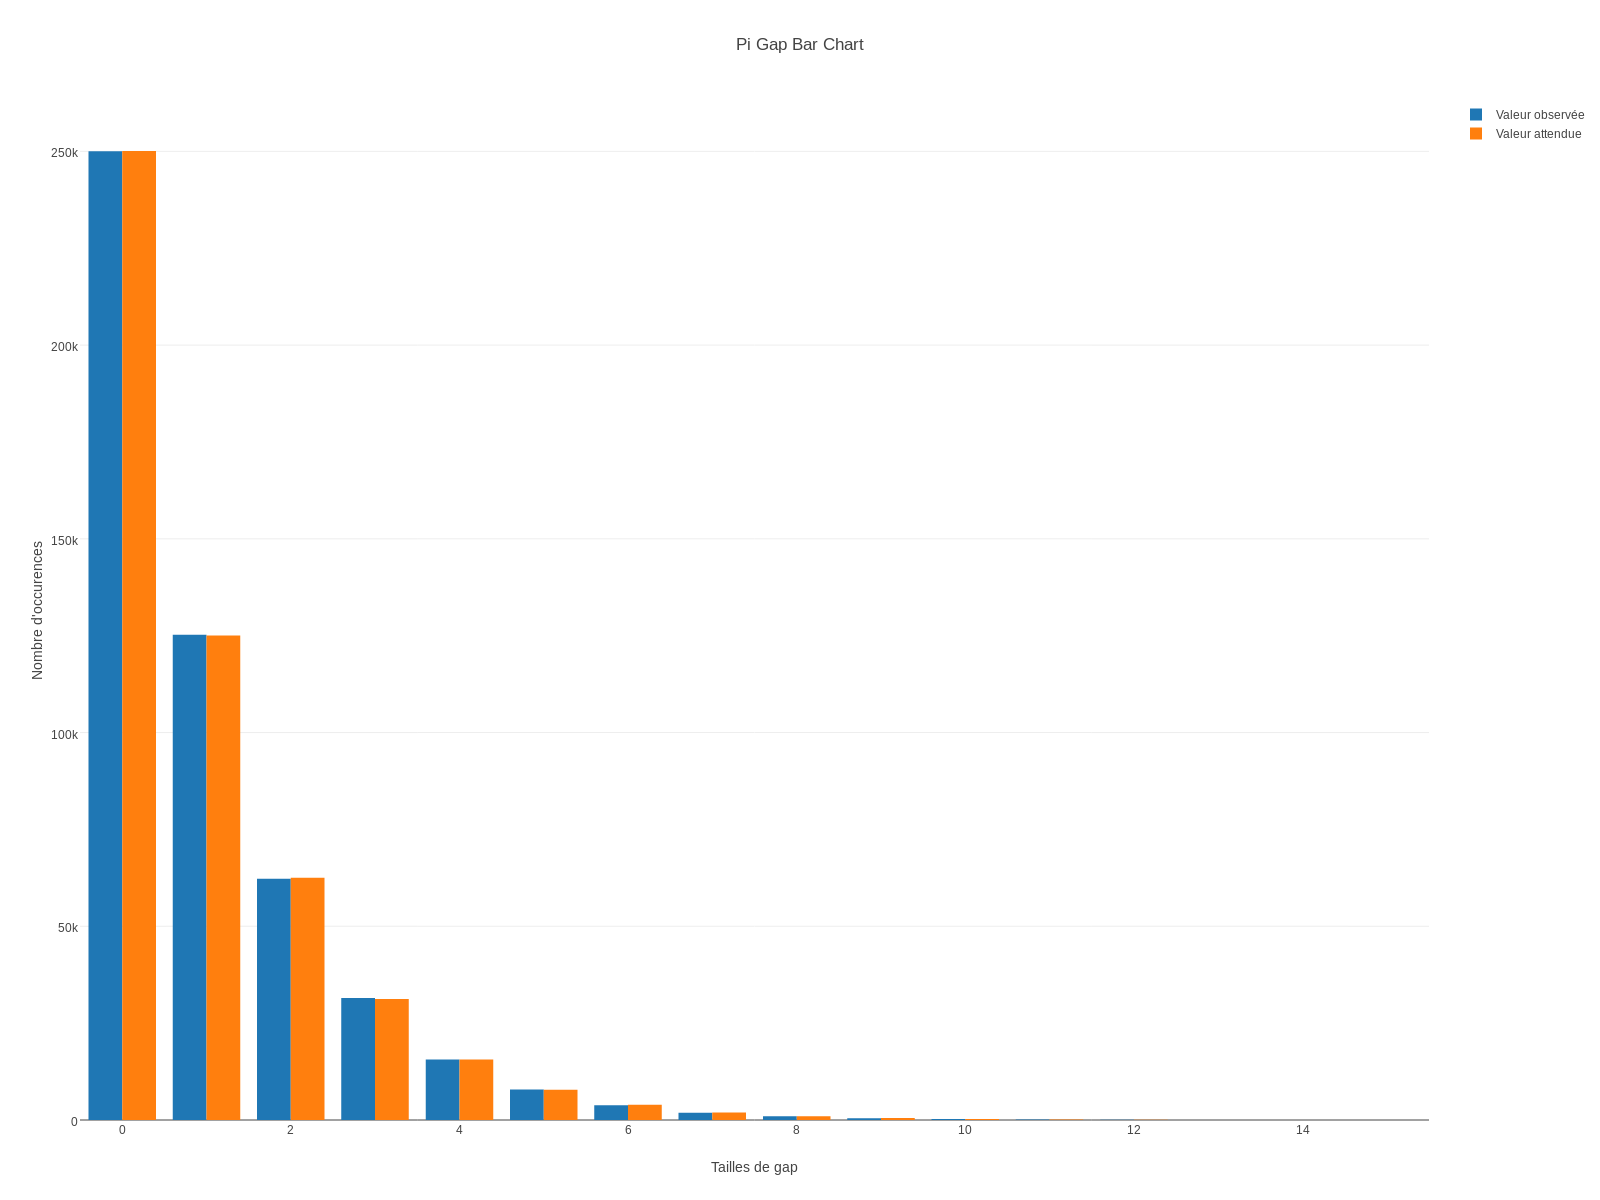 Pi Gap Bar Chart
Valeur observée
Valeur attendue
250k
200k
150k
100k
50k
0
Nombre d'occurences
0 2 4 6 8 10 12 14
Tailles de gap